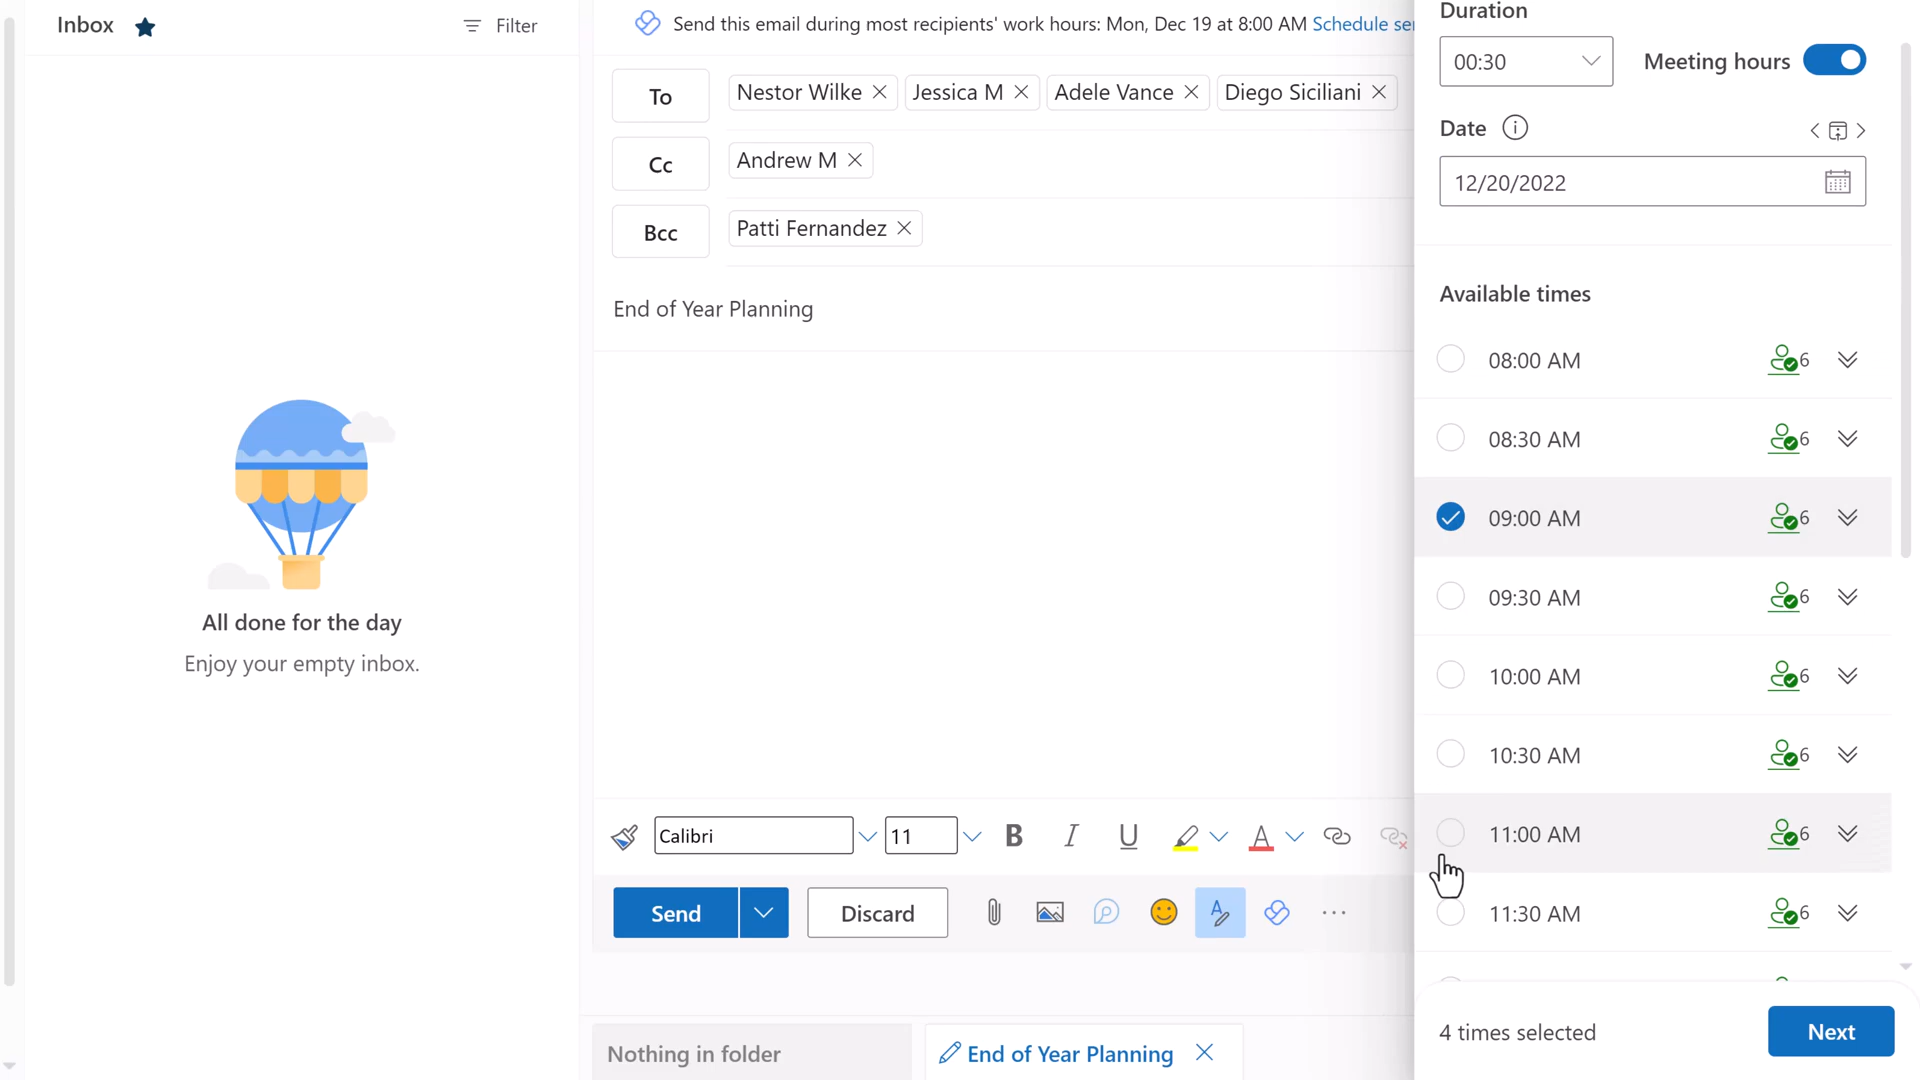 Inbox
Filter
All done for the day
Enjoy your empty inbox.
Send this email during most recipients' work hours: Mon, Dec 19 at 8:00 AM Schedule
To Nestor Wilke Jessica M Adele Vance Diego Siciliani
Cc Andrew M
Bcc Patti Fernandez
End of Year Planning
Calibri 11 B I U A
Send Discard
Nothing in folder End of Year Planning
Duration
00:30 Meeting hours
Date
12/20/2022
Available times
08:00 AM 6
08:30 AM 6
09:00 AM 6
09:30 AM 6
10:00 AM 6
10:30 AM 6
11:00 AM 6
11:30 AM 6
4 times selected Next